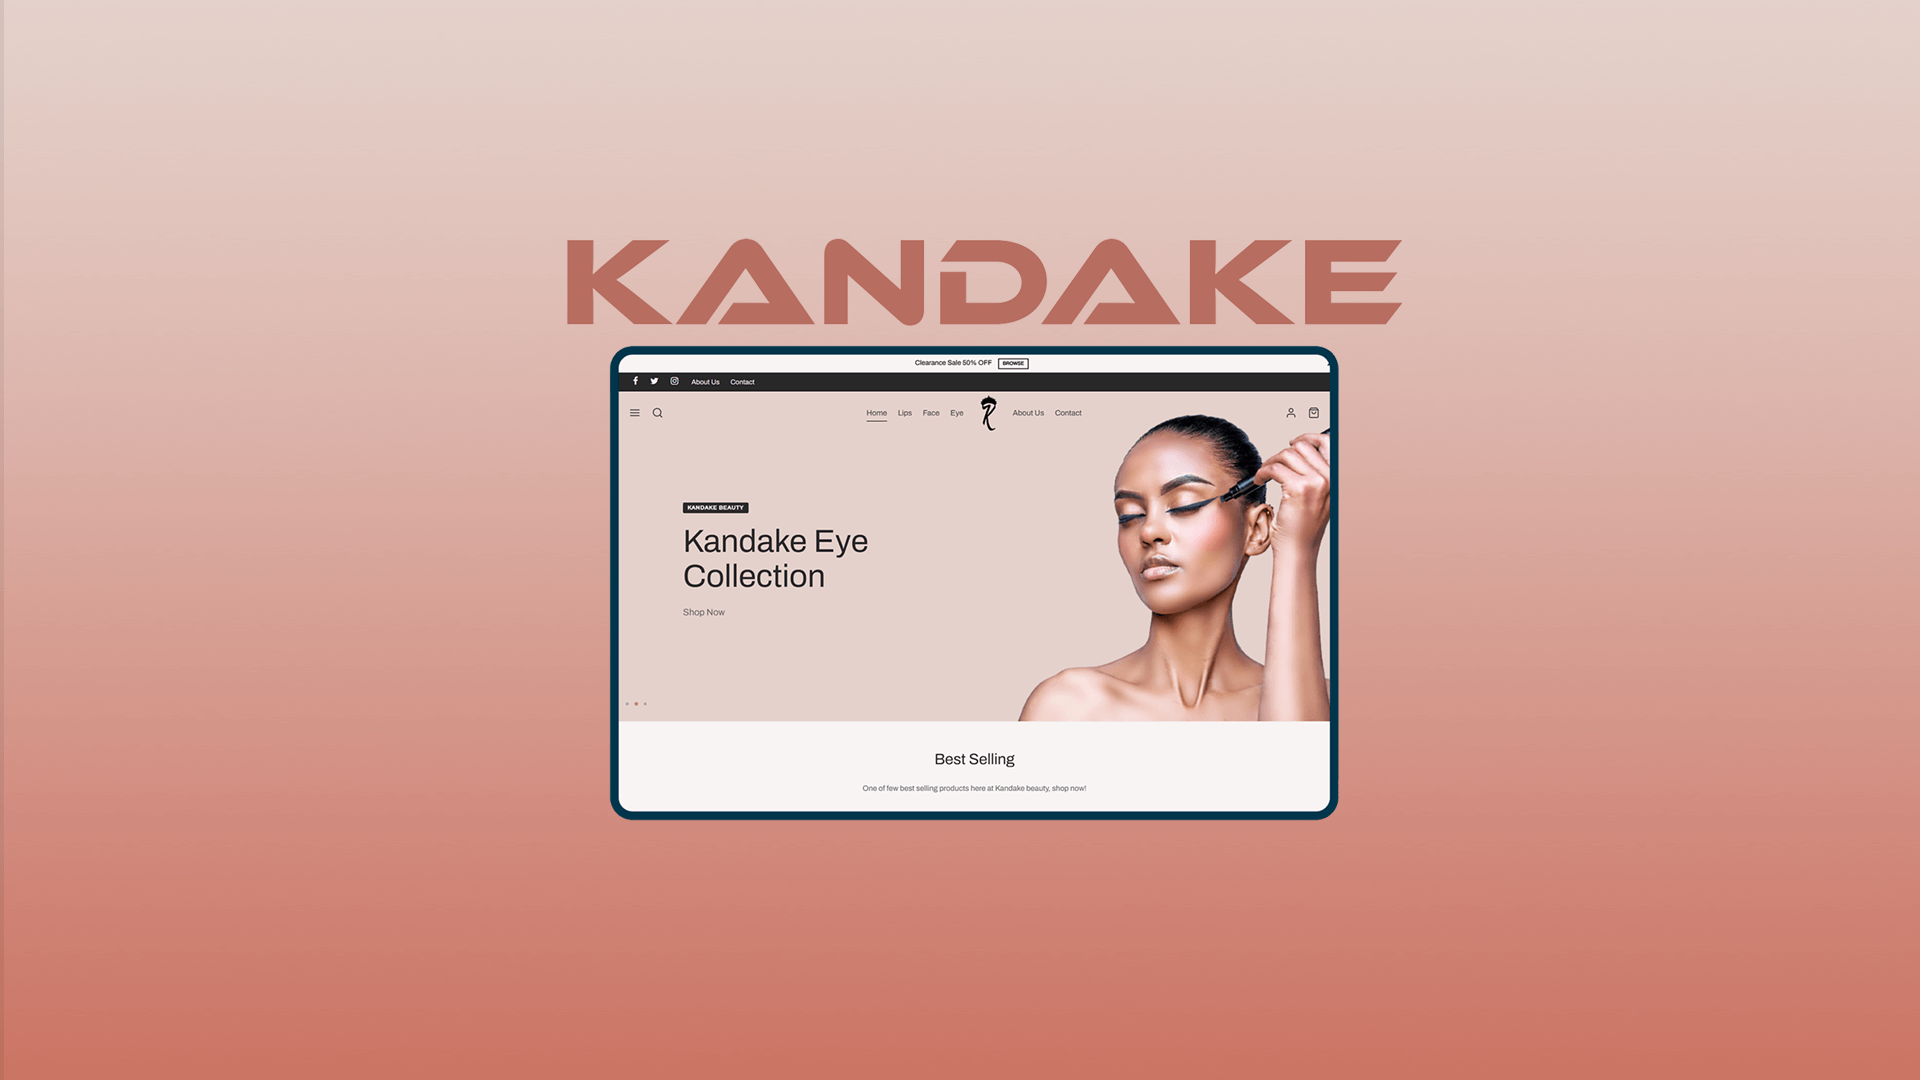 KANDAKE
Clearance Sale 50% OFF BROWSE
About Us Contact
Home Lips Face Eye About Us Contact
KANDAKE BEAUTY
Kandake Eye
Collection
Shop Now
Best Selling
One of few best selling products here at Kandake beauty, shop now!